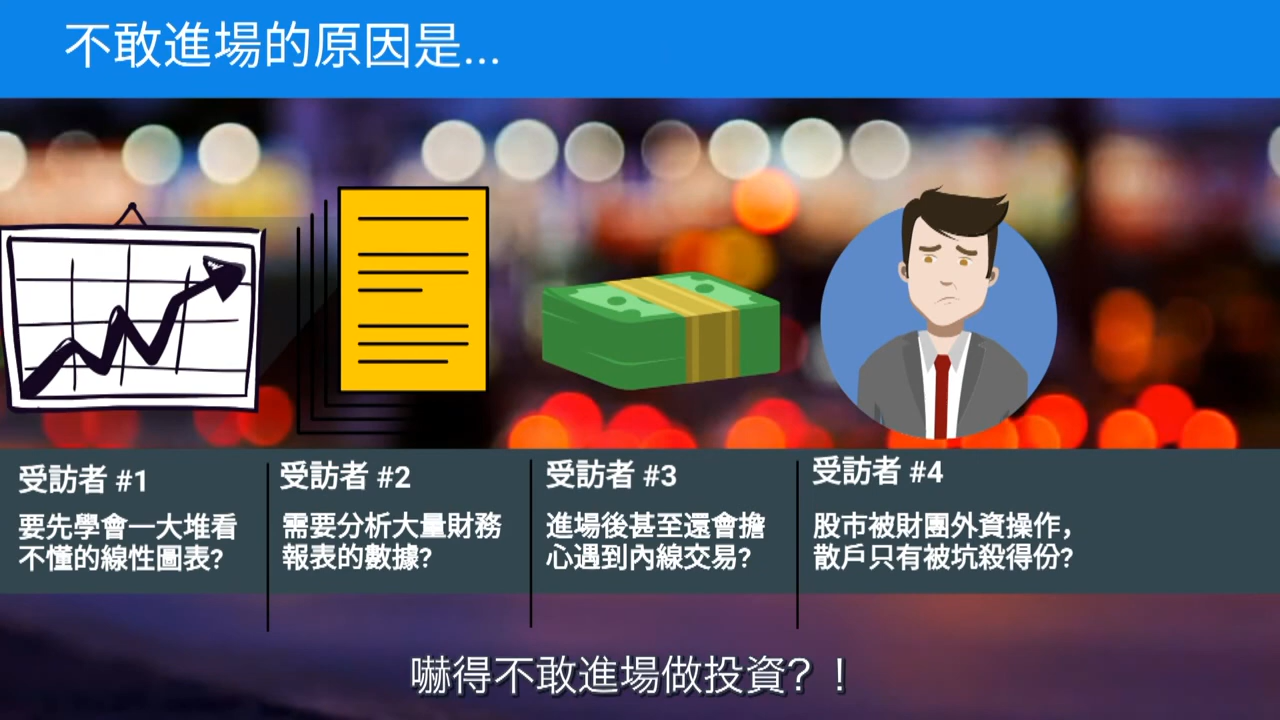 不敢進場的原因是...
受訪者 #1
要先學會一大堆看
不懂的線性圖表?
受訪者 #2
需要分析大量財務
報表的數據?
受訪者 #3
進場後甚至還會擔
心遇到內線交易?
受訪者 #4
股市被財團外資操作,
散戶只有被坑殺得份?
嚇得不敢進場做投資?！